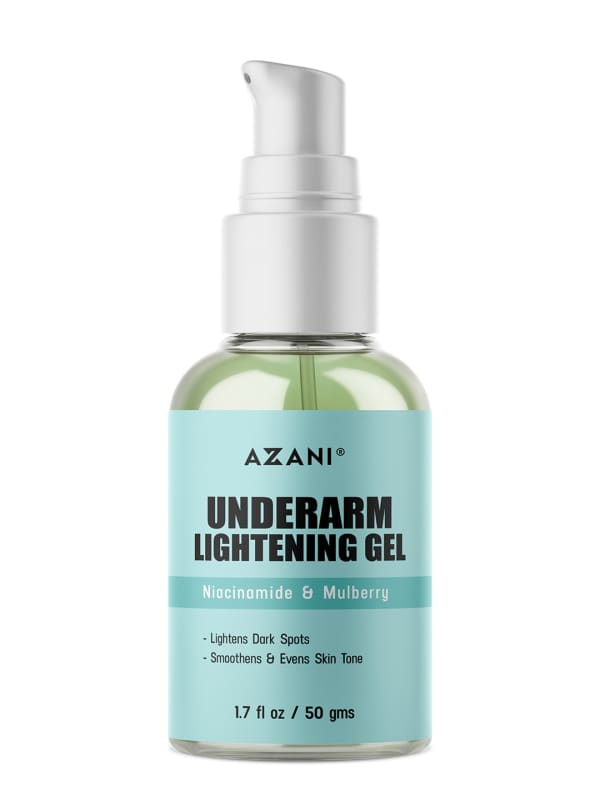 AZANI®
UNDERARM
LIGHTENING GEL
Niacinamide & Mulberry
- Lightens Dark Spots
- Smoothens & Evens Skin Tone
1.7 fl oz / 50 gms